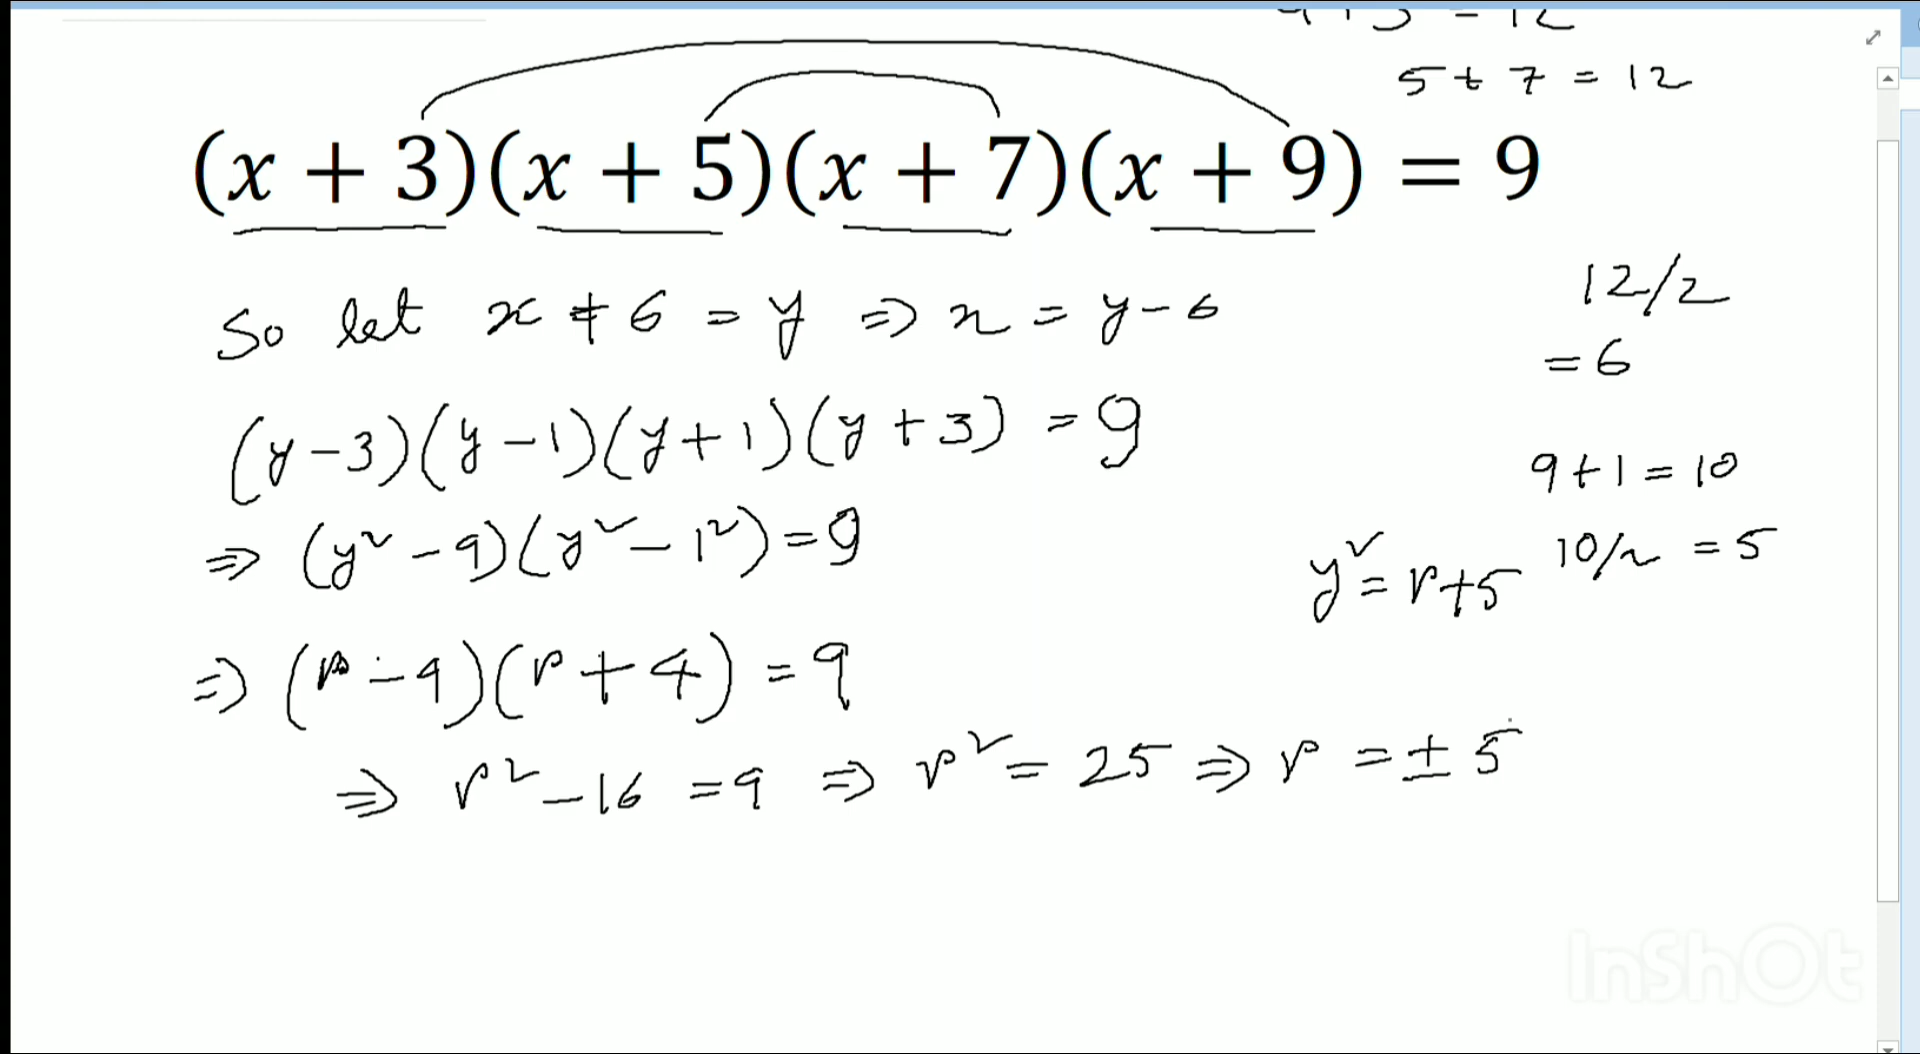 5 + 7 = 12
(x + 3)(x + 5)(x + 7)(x + 9) = 9
12/2
= 6
So let x + 6 = y ⇒ x = y - 6
(y - 3)(y - 1)(y + 1)(y + 3) = 9
9 + 1 = 10
10/2 = 5
⇒ (y² - 9)(y² - 1²) = 9
y² = r + 5
⇒ (r - 4)(r + 4) = 9
⇒ r² - 16 = 9 ⇒ r² = 25 ⇒ r = ± 5
InShOt